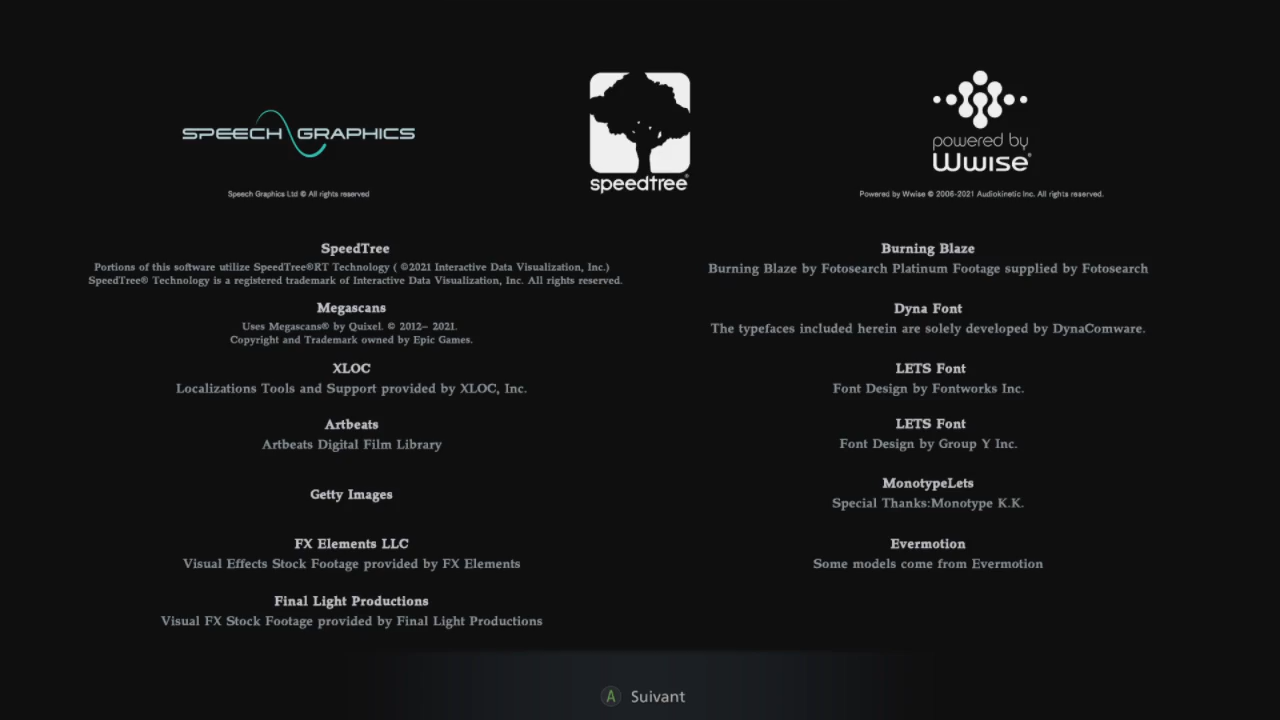 SPEECH GRAPHICS
Speech Graphics Ltd © All rights reserved
speedtree®
powered by
Wwise®
Powered by Wwise © 2006-2021 Audiokinetic Inc. All rights reserved.
SpeedTree
Portions of this software utilize SpeedTree®RT Technology ( ©2021 Interactive Data Visualization, Inc.)
SpeedTree® Technology is a registered trademark of Interactive Data Visualization, Inc. All rights reserved.
Megascans
Uses Megascans® by Quixel. © 2012– 2021.
Copyright and Trademark owned by Epic Games.
XLOC
Localizations Tools and Support provided by XLOC, Inc.
Artbeats
Artbeats Digital Film Library
Getty Images
FX Elements LLC
Visual Effects Stock Footage provided by FX Elements
Final Light Productions
Visual FX Stock Footage provided by Final Light Productions
Burning Blaze
Burning Blaze by Fotosearch Platinum Footage supplied by Fotosearch
Dyna Font
The typefaces included herein are solely developed by DynaComware.
LETS Font
Font Design by Fontworks Inc.
LETS Font
Font Design by Group Y Inc.
MonotypeLets
Special Thanks:Monotype K.K.
Evermotion
Some models come from Evermotion
A Suivant